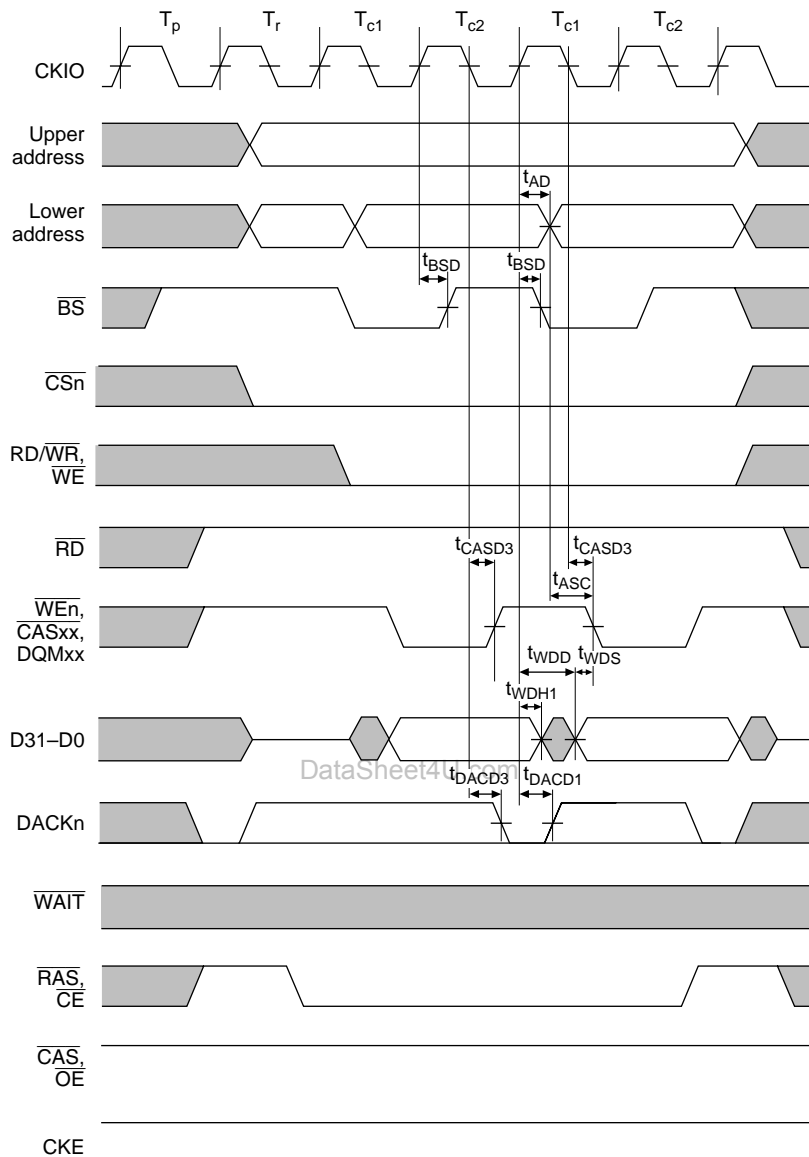 Tp Tr Tc1 Tc2 Tc1 Tc2
CKIO
Upper
address
tAD
Lower
address
tBSD tBSD
BS
CSn
RD/WR,
WE
RD
tCASD3 tCASD3
tASC
WEn,
CASxx,
DQMxx
tWDD tWDS
tWDH1
D31–D0
DataSheet4U.com
tDACD3 tDACD1
DACKn
WAIT
RAS,
CE
CAS,
OE
CKE